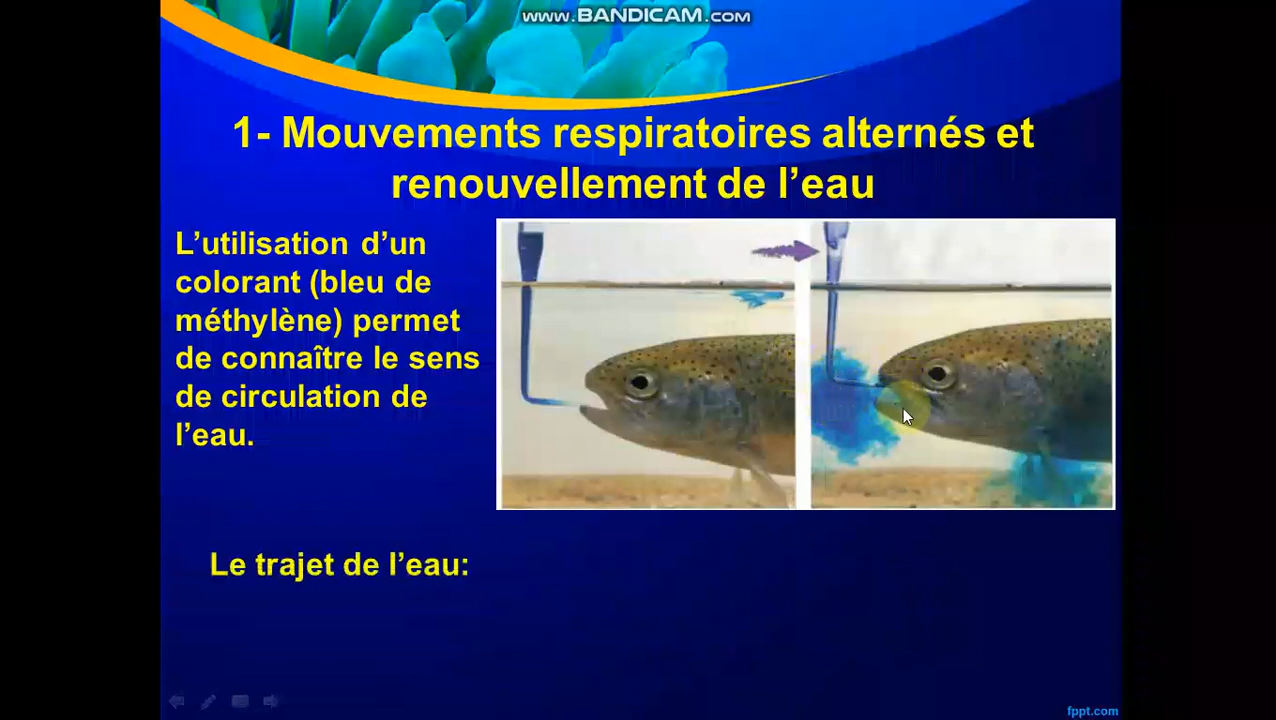 www.BANDICAM.com
1- Mouvements respiratoires alternés et
renouvellement de l’eau
L’utilisation d’un
colorant (bleu de
méthylène) permet
de connaître le sens
de circulation de
l’eau.
Le trajet de l’eau:
fppt.com